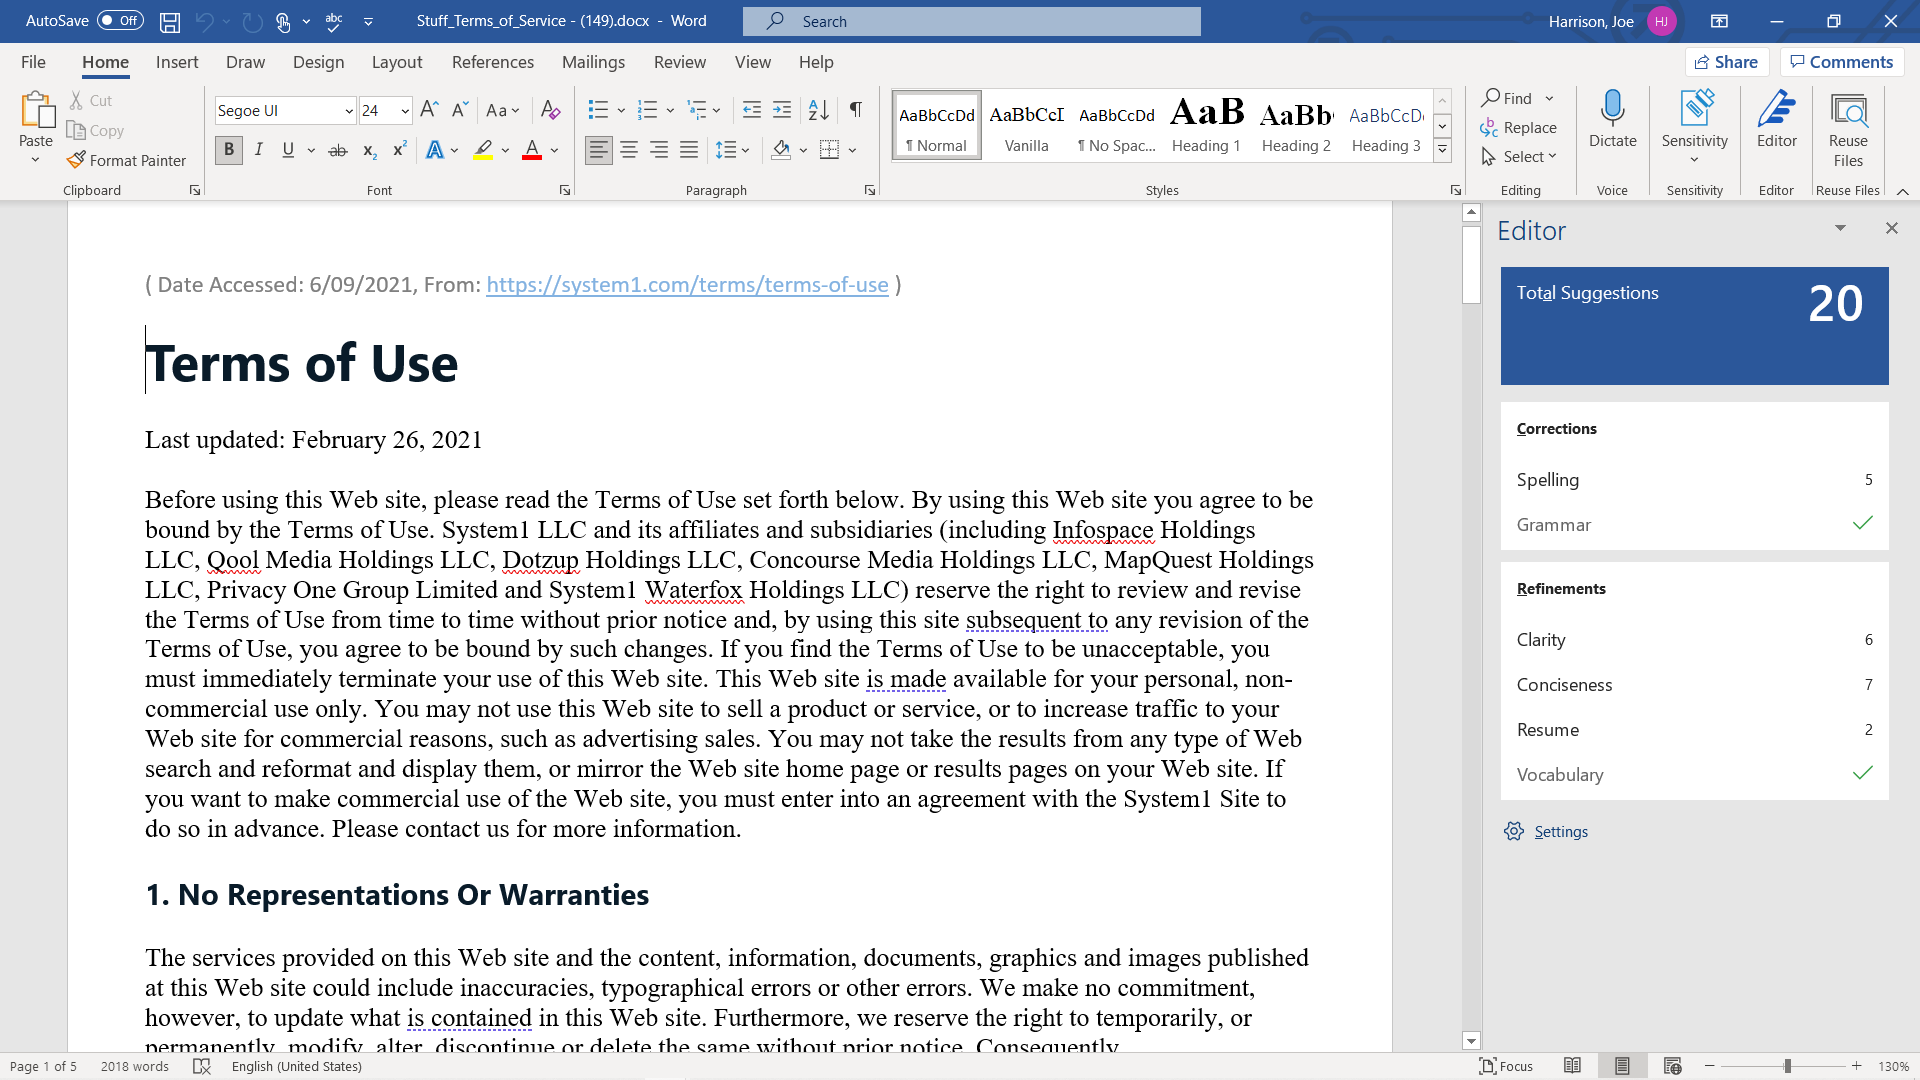 AutoSave Off abc Stuff_Terms_of_Service - (149).docx - Word Search Harrison, Joe HJ
File Home Insert Draw Design Layout References Mailings Review View Help Share Comments
Paste Cut Copy Format Painter Clipboard
Segoe UI 24 Font
Paragraph
AaBbCcDd AaBbCcI AaBbCcDd AaB AaBb AaBbCcD
¶ Normal Vanilla ¶ No Spac... Heading 1 Heading 2 Heading 3
Styles
Find Replace Select Editing
Dictate Voice
Sensitivity Sensitivity
Editor Editor
Reuse Files Reuse Files
( Date Accessed: 6/09/2021, From: https://system1.com/terms/terms-of-use )
Terms of Use
Last updated: February 26, 2021
Before using this Web site, please read the Terms of Use set forth below. By using this Web site you agree to be
bound by the Terms of Use. System1 LLC and its affiliates and subsidiaries (including Infospace Holdings
LLC, Qool Media Holdings LLC, Dotzup Holdings LLC, Concourse Media Holdings LLC, MapQuest Holdings
LLC, Privacy One Group Limited and System1 Waterfox Holdings LLC) reserve the right to review and revise
the Terms of Use from time to time without prior notice and, by using this site subsequent to any revision of the
Terms of Use, you agree to be bound by such changes. If you find the Terms of Use to be unacceptable, you
must immediately terminate your use of this Web site. This Web site is made available for your personal, non-
commercial use only. You may not use this Web site to sell a product or service, or to increase traffic to your
Web site for commercial reasons, such as advertising sales. You may not take the results from any type of Web
search and reformat and display them, or mirror the Web site home page or results pages on your Web site. If
you want to make commercial use of the Web site, you must enter into an agreement with the System1 Site to
do so in advance. Please contact us for more information.
1. No Representations Or Warranties
The services provided on this Web site and the content, information, documents, graphics and images published
at this Web site could include inaccuracies, typographical errors or other errors. We make no commitment,
however, to update what is contained in this Web site. Furthermore, we reserve the right to temporarily, or
permanently, modify, alter, discontinue or delete the same without prior notice. Consequently,
Editor
Total Suggestions 20
Corrections
Spelling 5
Grammar
Refinements
Clarity 6
Conciseness 7
Resume 2
Vocabulary
Settings
Page 1 of 5 2018 words English (United States) Focus 130%